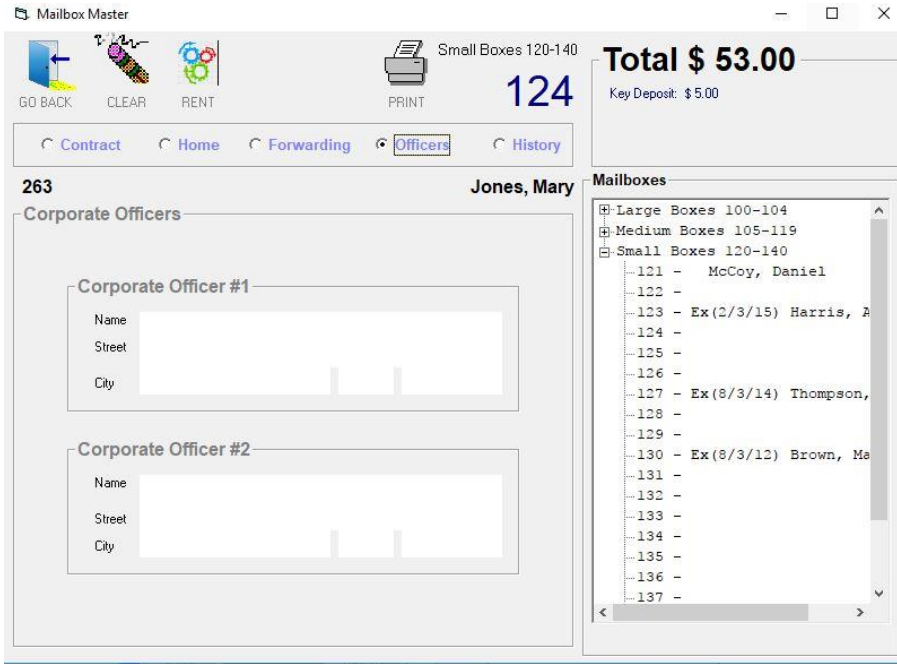 Mailbox Master
GO BACK
CLEAR
RENT
PRINT
Small Boxes 120-140
124
Total $ 53.00
Key Deposit: $ 5.00
Contract
Home
Forwarding
Officers
History
263
Jones, Mary
Corporate Officers
Corporate Officer #1
Name
Street
City
Corporate Officer #2
Name
Street
City
Mailboxes
Large Boxes 100-104
Medium Boxes 105-119
Small Boxes 120-140
121 - McCoy, Daniel
122 -
123 - Ex(2/3/15) Harris, A
124 -
125 -
126 -
127 - Ex(8/3/14) Thompson,
128 -
129 -
130 - Ex(8/3/12) Brown, Ma
131 -
132 -
133 -
134 -
135 -
136 -
137 -